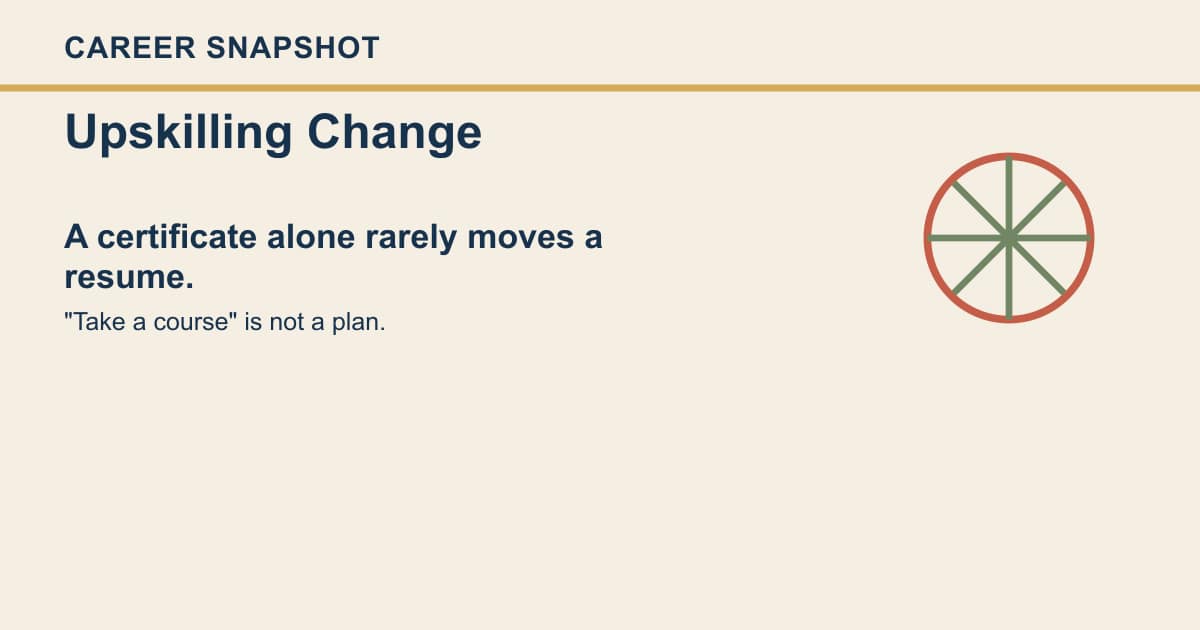 CAREER SNAPSHOT
Upskilling Change
A certificate alone rarely moves a
resume.
"Take a course" is not a plan.